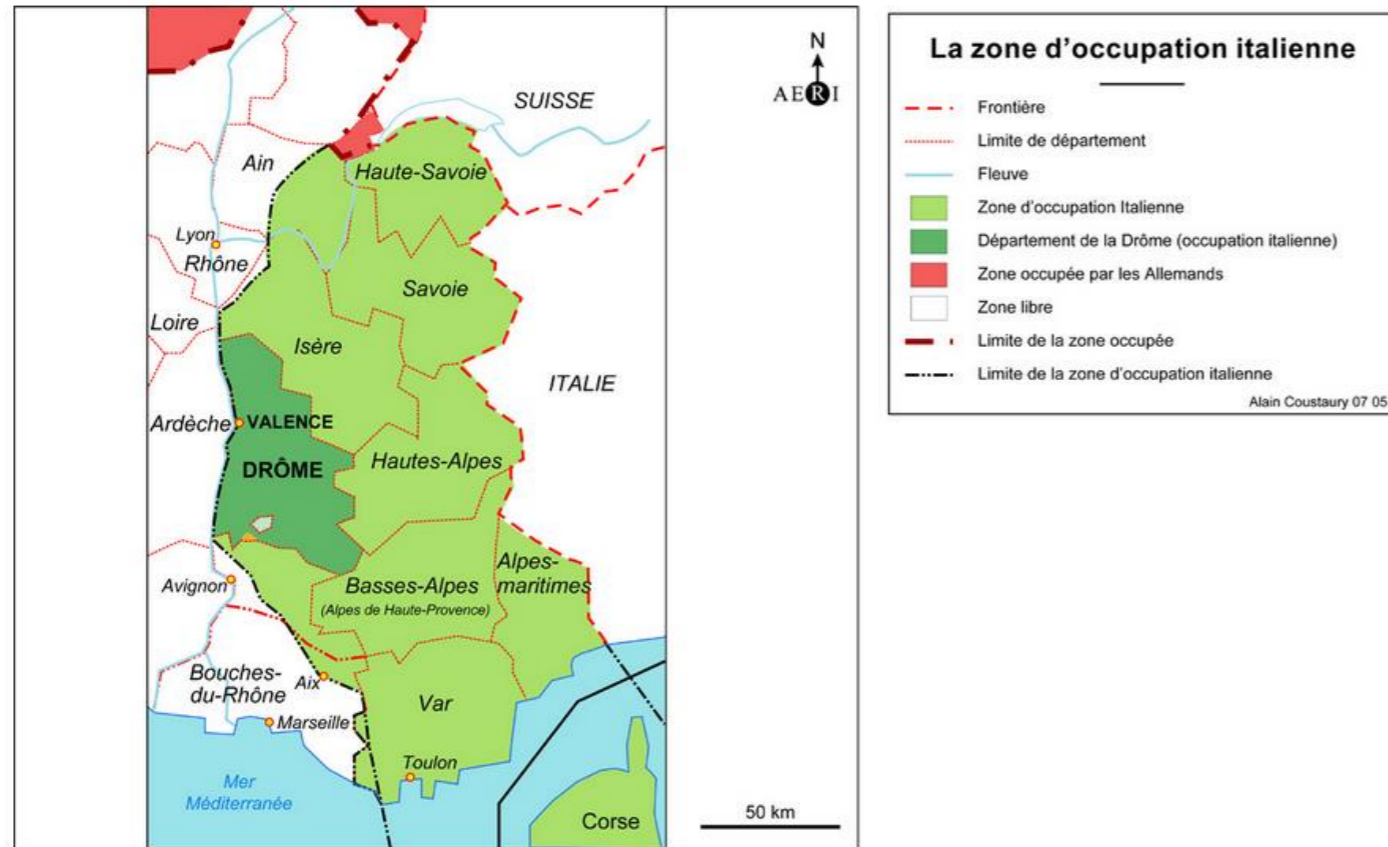 N
AERI
SUISSE
Ain
Haute-Savoie
Lyon
Rhône
Savoie
Loire
Isère
ITALIE
Ardèche
VALENCE
DRÔME
Hautes-Alpes
Avignon
Basses-Alpes
(Alpes de Haute-Provence)
Alpes-
maritimes
Bouches-
du-Rhône
Aix
Marseille
Var
Toulon
Mer
Méditerranée
50 km
Corse
La zone d'occupation italienne
Frontière
Limite de département
Fleuve
Zone d'occupation Italienne
Département de la Drôme (occupation italienne)
Zone occupée par les Allemands
Zone libre
Limite de la zone occupée
Limite de la zone d'occupation italienne
Alain Coustaury 07 05